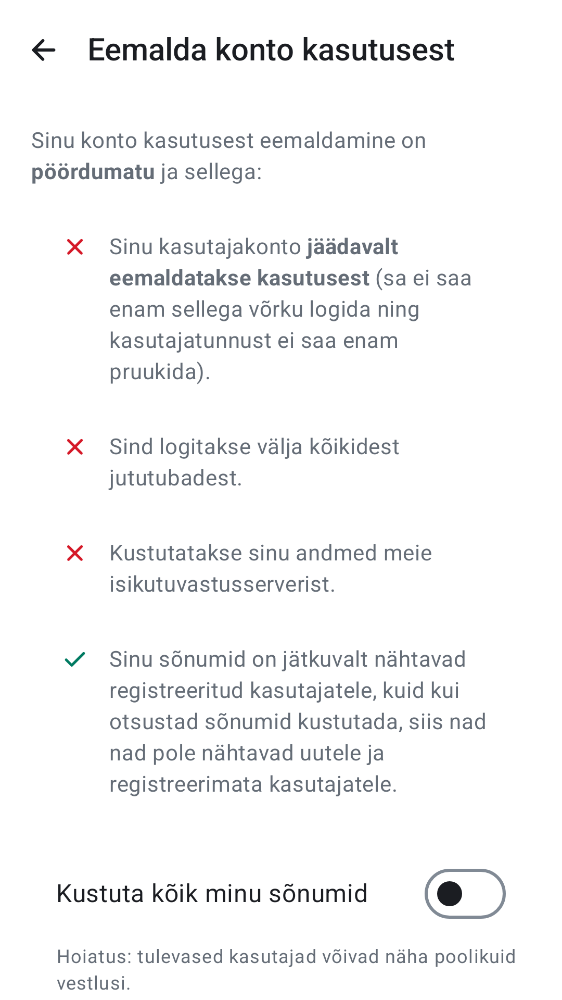 Eemalda konto kasutusest
Sinu konto kasutusest eemaldamine on
pöördumatu ja sellega:
Sinu kasutajakonto jäädavalt
eemaldatakse kasutusest (sa ei saa
enam sellega võrku logida ning
kasutajatunnust ei saa enam
pruukida).
Sind logitakse välja kõikidest
jututubadest.
Kustutatakse sinu andmed meie
isikutuvastusserverist.
Sinu sõnumid on jätkuvalt nähtavad
registreeritud kasutajatele, kuid kui
otsustad sõnumid kustutada, siis nad
nad pole nähtavad uutele ja
registreerimata kasutajatele.
Kustuta kõik minu sõnumid
Hoiatus: tulevased kasutajad võivad näha poolikuid
vestlusi.